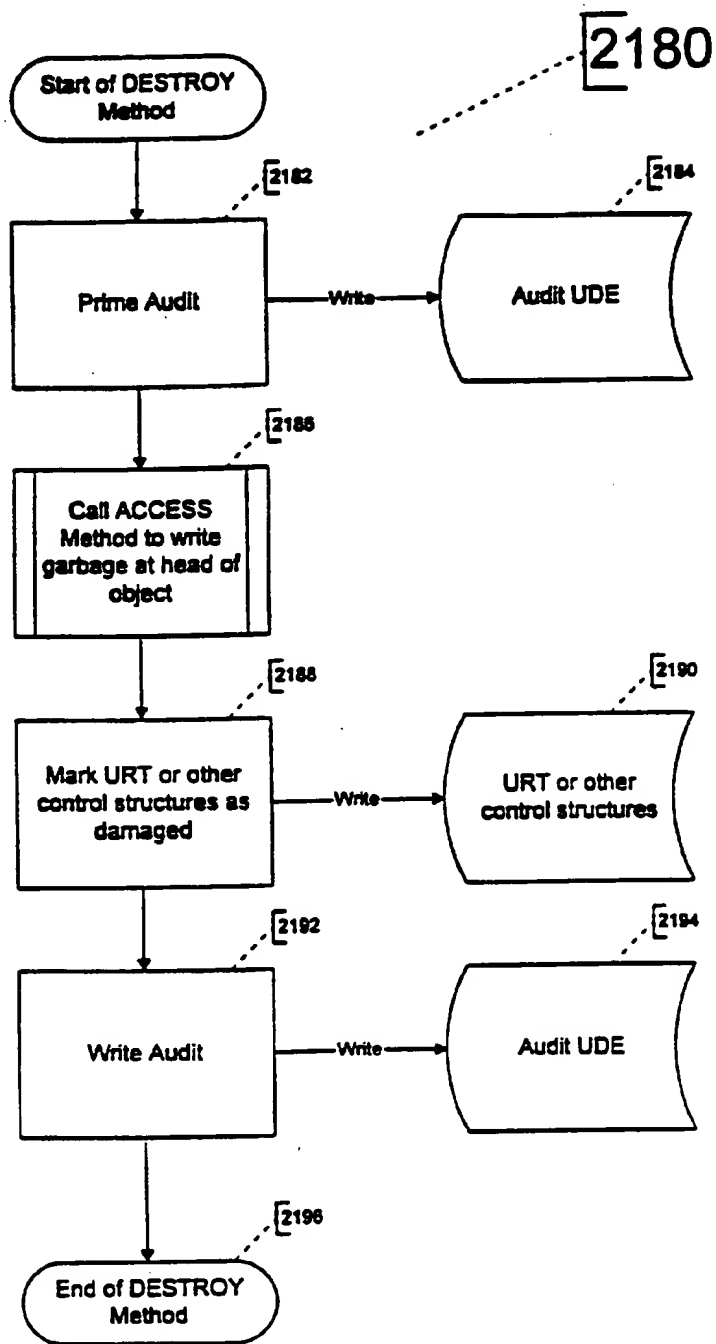 2180
Start of DESTROY
Method
2182
2184
Prime Audit
Write
Audit UDE
2186
Call ACCESS
Method to write
garbage at head of
object
2188
2190
Mark URT or other
control structures as
damaged
Write
URT or other
control structures
2192
2194
Write Audit
Write
Audit UDE
2196
End of DESTROY
Method